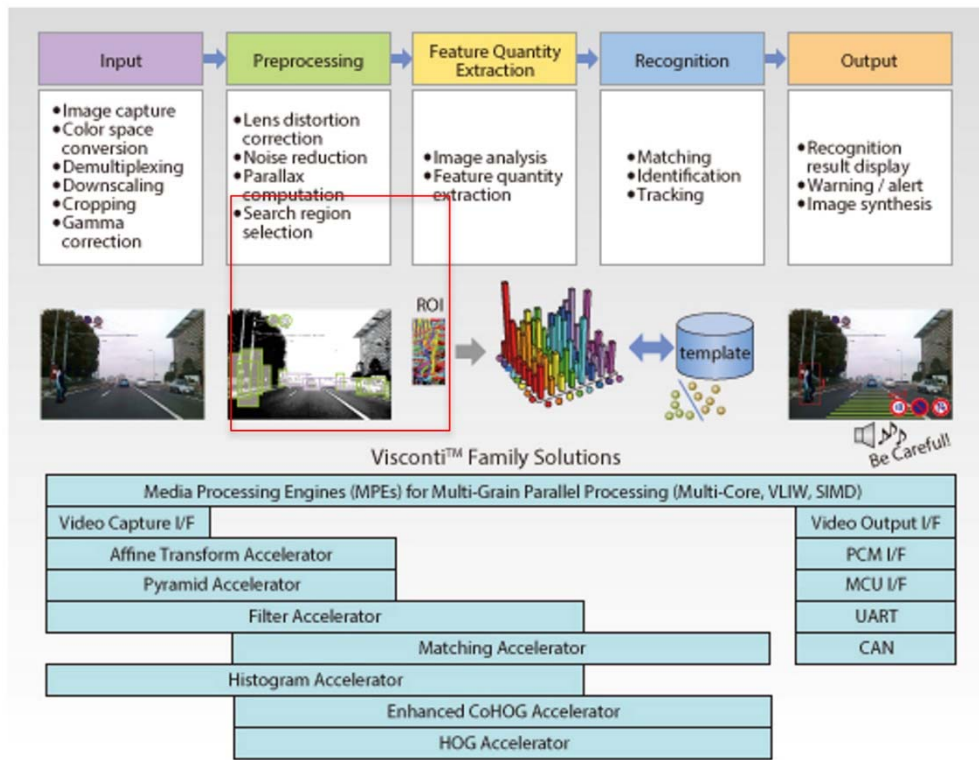 Input
Preprocessing
Feature Quantity
Extraction
Recognition
Output
•Image capture
•Color space
conversion
•Demultiplexing
•Downscaling
•Cropping
•Gamma
correction
•Lens distortion
correction
•Noise reduction
•Parallax
computation
•Search region
selection
•Image analysis
•Feature quantity
extraction
•Matching
•Identification
•Tracking
•Recognition
result display
•Warning / alert
•Image synthesis
ROI
template
Be Careful!
Visconti™ Family Solutions
Media Processing Engines (MPEs) for Multi-Grain Parallel Processing (Multi-Core, VLIW, SIMD)
Video Capture I/F
Video Output I/F
Affine Transform Accelerator
PCM I/F
Pyramid Accelerator
MCU I/F
Filter Accelerator
UART
Matching Accelerator
CAN
Histogram Accelerator
Enhanced CoHOG Accelerator
HOG Accelerator